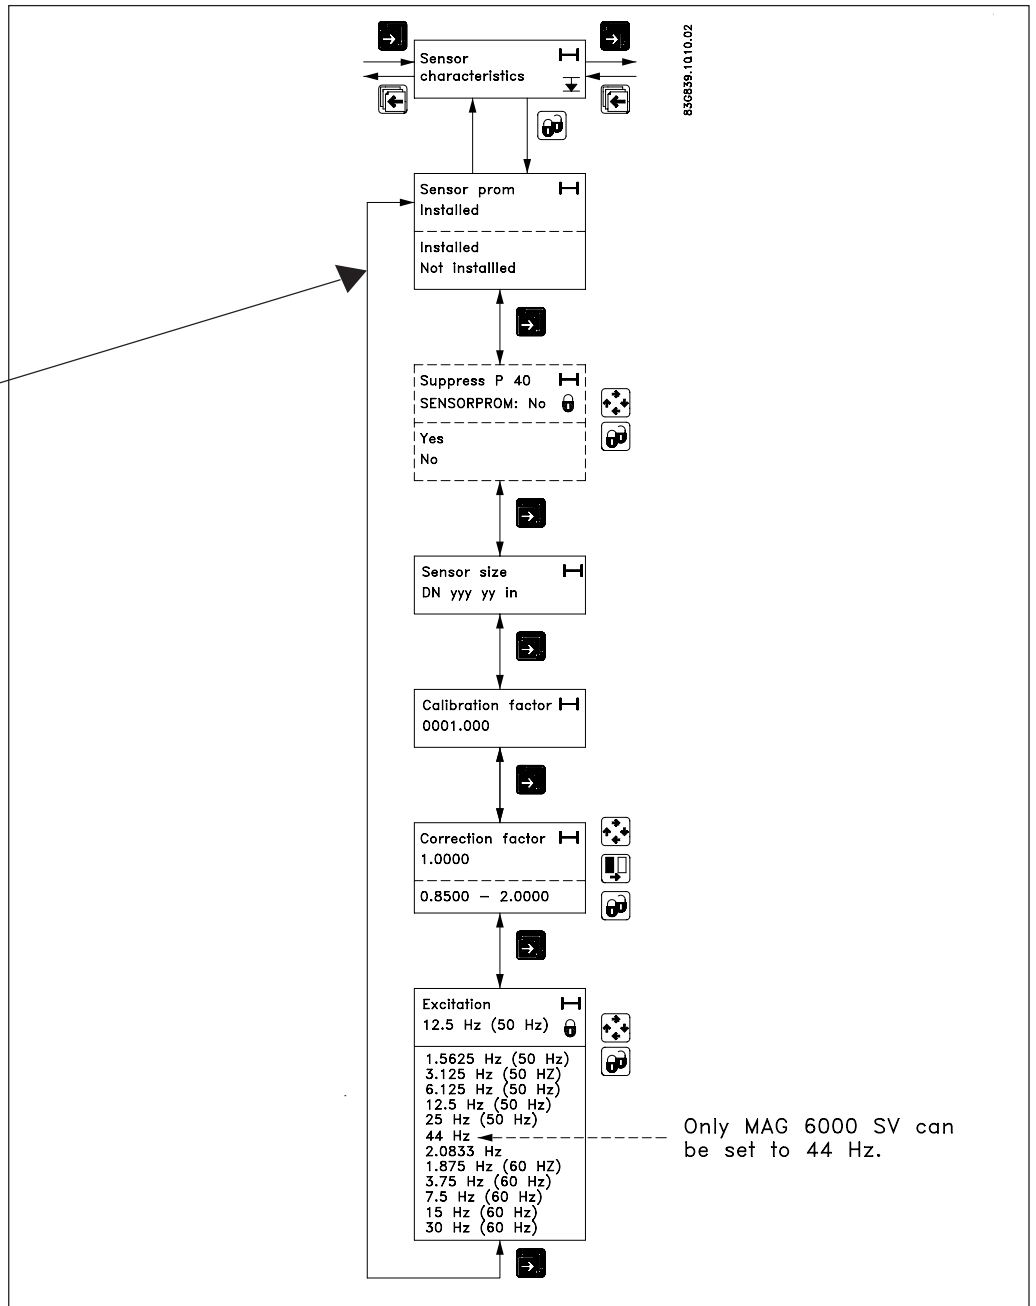 Sensor
characteristics
83G839.10.10.02
Sensor prom
Installed
Installed
Not installled
Suppress P 40
SENSORPROM: No
Yes
No
Sensor size
DN yyy yy in
Calibration factor
0001.000
Correction factor
1.0000
0.8500 – 2.0000
Excitation
12.5 Hz (50 Hz)
1.5625 Hz (50 Hz)
3.125 Hz (50 HZ)
6.125 Hz (50 Hz)
12.5 Hz (50 Hz)
25 Hz (50 Hz)
44 Hz
2.0833 Hz
1.875 Hz (60 HZ)
3.75 Hz (60 Hz)
7.5 Hz (60 Hz)
15 Hz (60 Hz)
30 Hz (60 Hz)
Only MAG 6000 SV can
be set to 44 Hz.